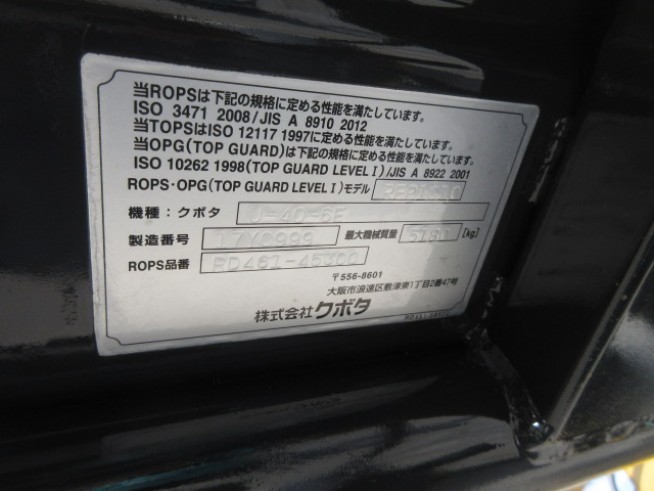 当ROPSは下記の規格に定める性能を満たしています。
ISO 3471 2008/JIS A 8910 2012
当TOPSはISO 12117 1997に定める性能を満たしています。
当OPG(TOP GUARD)は下記の規格に定める性能を満たしています。
ISO 10262 1998(TOP GUARD LEVEL I)/JIS A 8922 2001
ROPS・OPG(TOP GUARD LEVEL I)モデル
機種：クボタ U-40-6E
製造番号 17Y0999 最大機械質量 5180 [kg]
ROPS品番 RD461-45300
〒556-8601
大阪市浪速区敷津東1丁目2番47号
株式会社クボタ